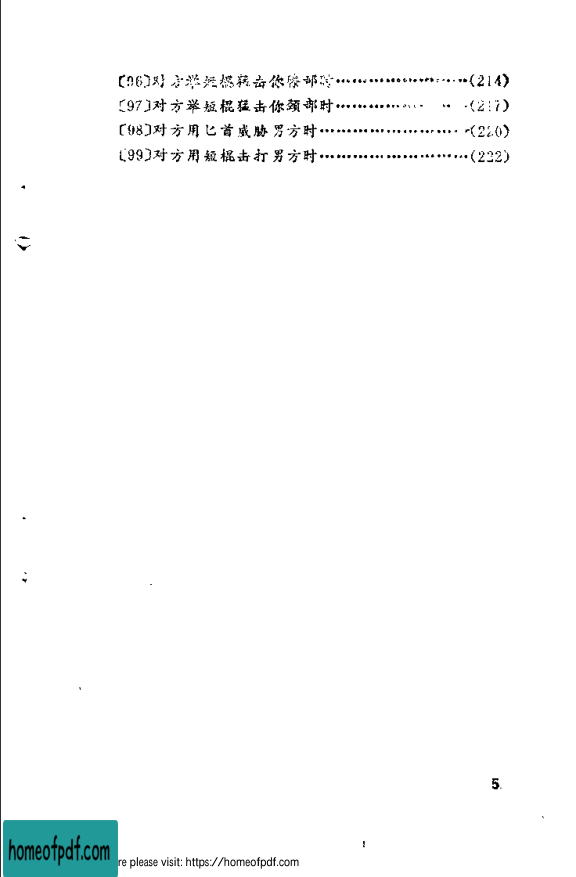 〔96〕对方举短棍猛击你 部时…………………(214)
〔97〕对方举短棍猛击你颈部时…………………(217)
〔98〕对方用匕首威胁男方时……………………(220)
〔99〕对方用短棍击打男方时……………………(222)
5
homeofpdf.com
re please visit: https://homeofpdf.com